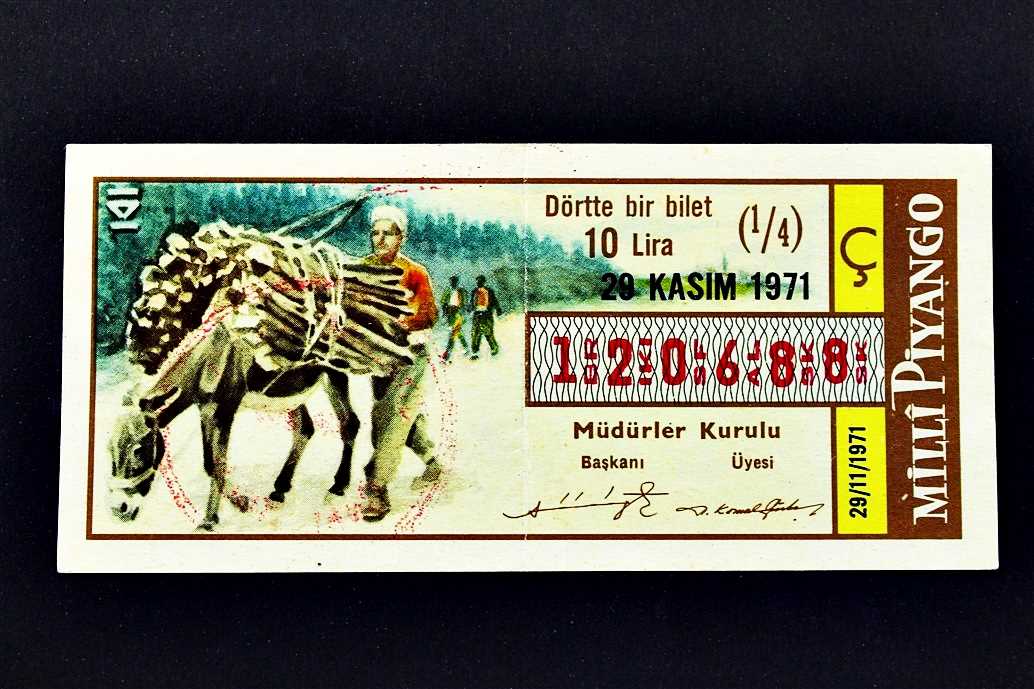 Dörtte bir bilet
10 Lira
(1/4)
29 KASIM 1971
Ç
120688
Müdürler Kurulu
Başkanı Üyesi
29/11/1971
MİLLÎ PİYANGO